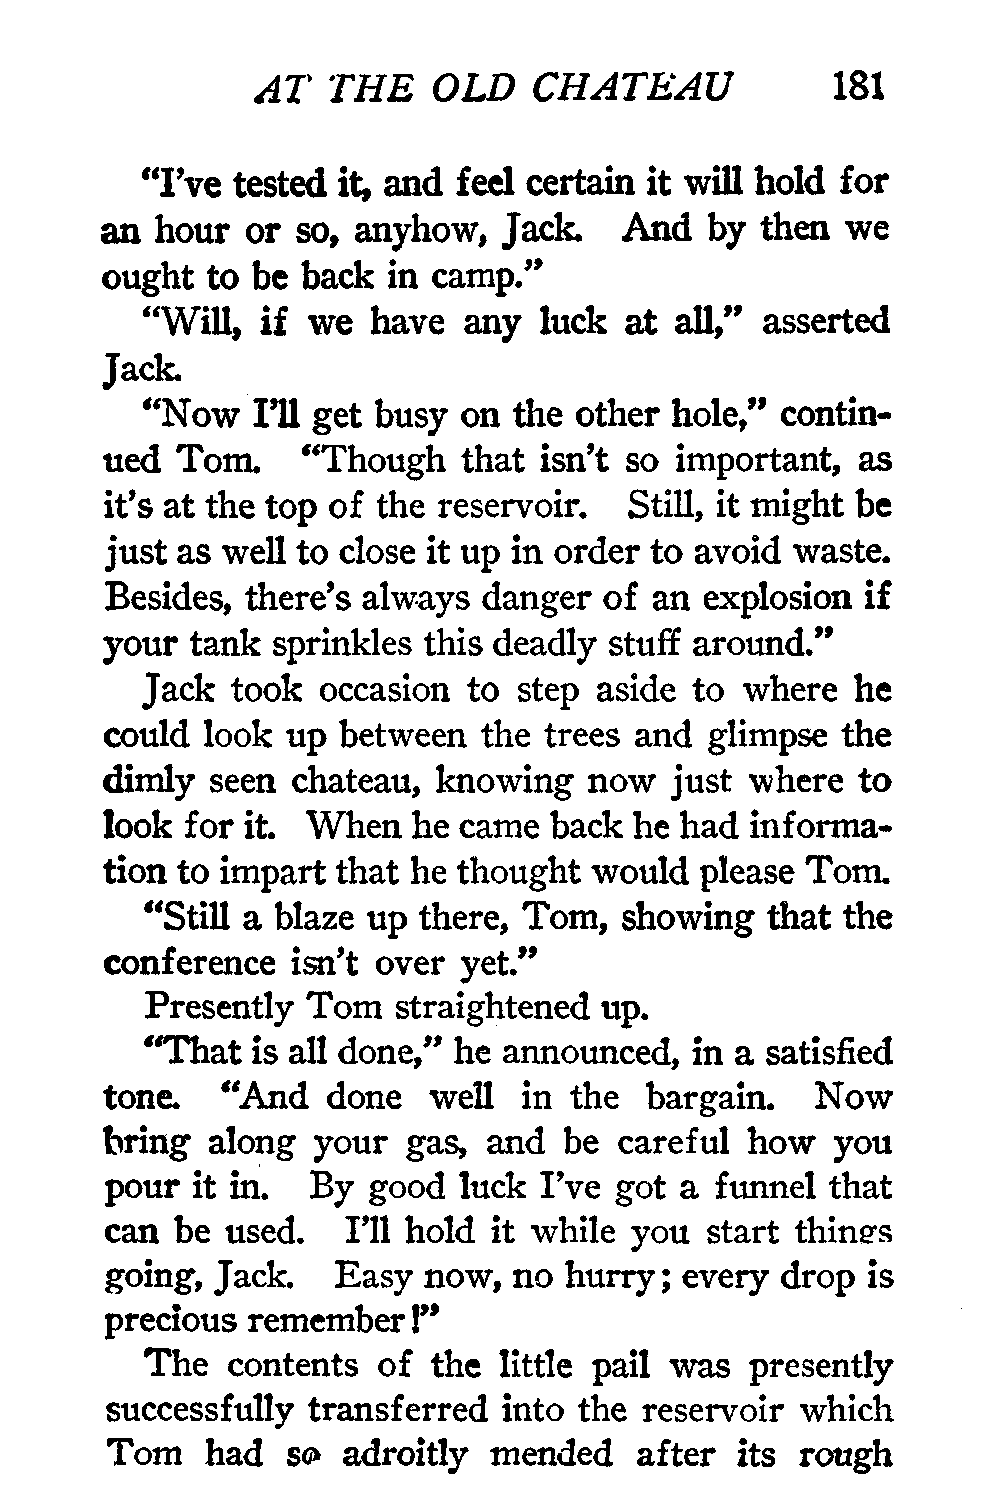 AT THE OLD CHATEAU 181
“I’ve tested it, and feel certain it will hold for
an hour or so, anyhow, Jack. And by then we
ought to be back in camp.”
“Will, if we have any luck at all,” asserted
Jack.
“Now I’ll get busy on the other hole,” contin-
ued Tom. “Though that isn’t so important, as
it’s at the top of the reservoir. Still, it might be
just as well to close it up in order to avoid waste.
Besides, there’s always danger of an explosion if
your tank sprinkles this deadly stuff around.”
Jack took occasion to step aside to where he
could look up between the trees and glimpse the
dimly seen chateau, knowing now just where to
look for it. When he came back he had informa-
tion to impart that he thought would please Tom.
“Still a blaze up there, Tom, showing that the
conference isn’t over yet.”
Presently Tom straightened up.
“That is all done,” he announced, in a satisfied
tone. “And done well in the bargain. Now
bring along your gas, and be careful how you
pour it in. By good luck I’ve got a funnel that
can be used. I’ll hold it while you start things
going, Jack. Easy now, no hurry; every drop is
precious remember!”
The contents of the little pail was presently
successfully transferred into the reservoir which
Tom had so adroitly mended after its rough